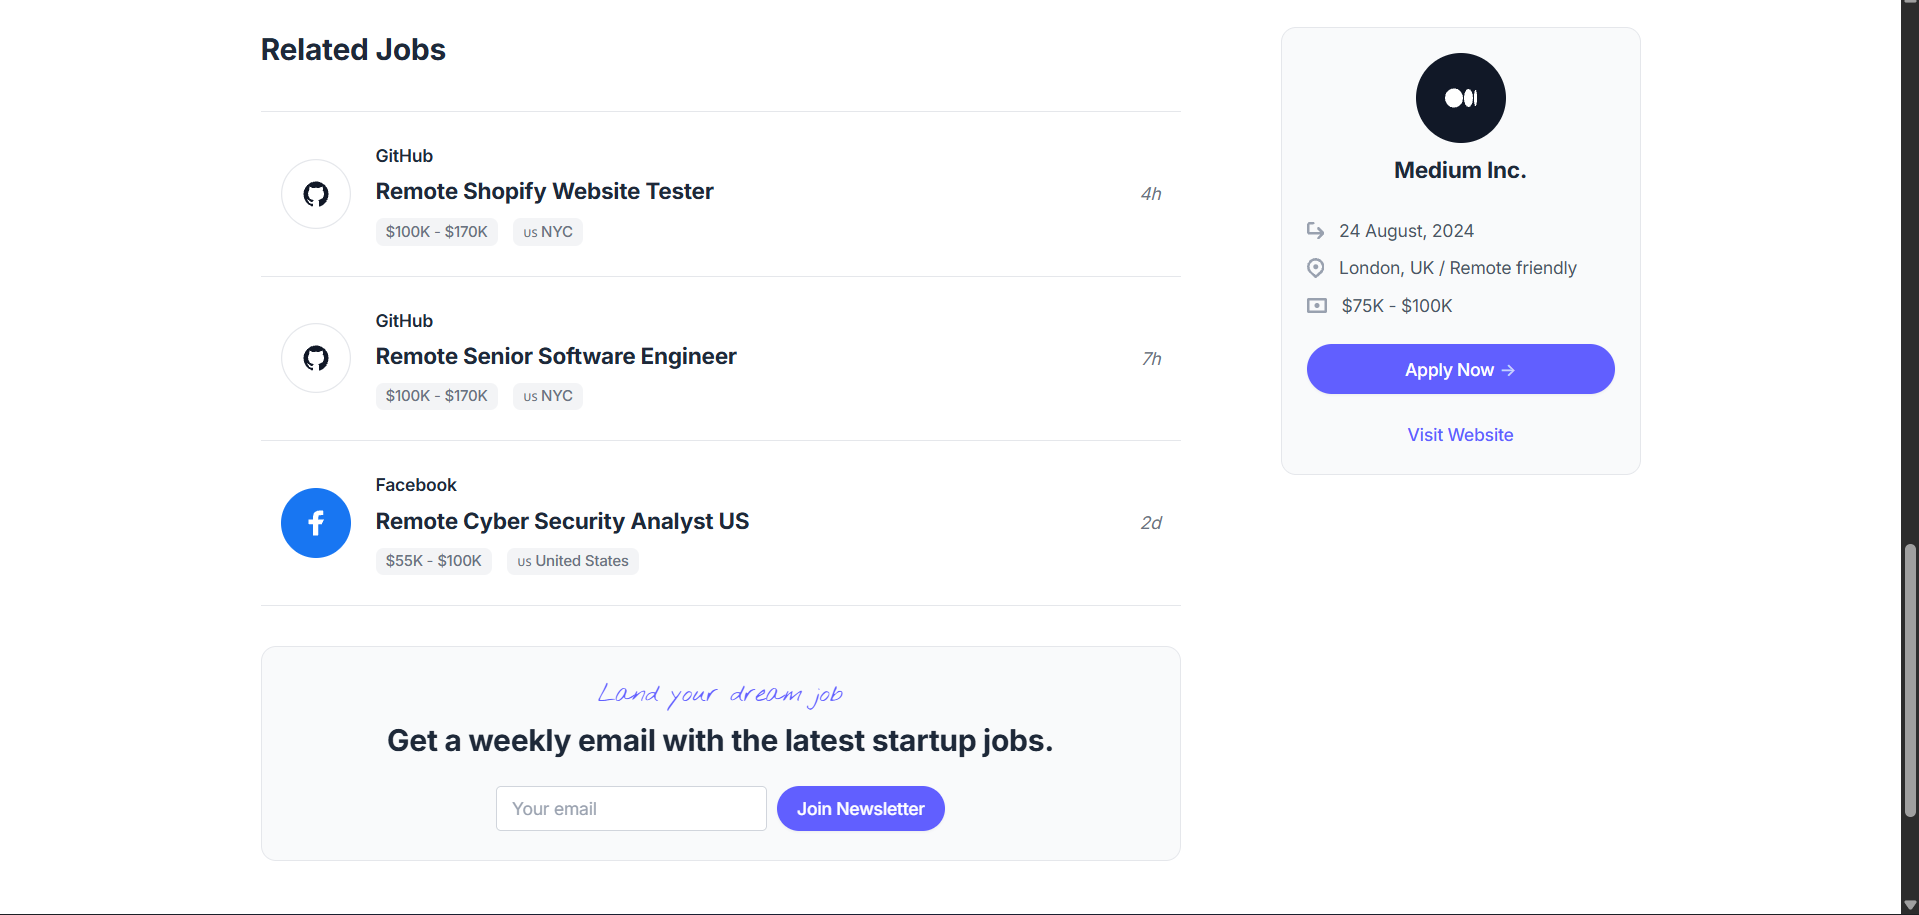 Related Jobs
GitHub
Remote Shopify Website Tester
4h
$100K - $170K
US NYC
GitHub
Remote Senior Software Engineer
7h
$100K - $170K
US NYC
Facebook
Remote Cyber Security Analyst US
2d
$55K - $100K
US United States
Land your dream job
Get a weekly email with the latest startup jobs.
Your email
Join Newsletter
Medium Inc.
24 August, 2024
London, UK / Remote friendly
$75K - $100K
Apply Now →
Visit Website